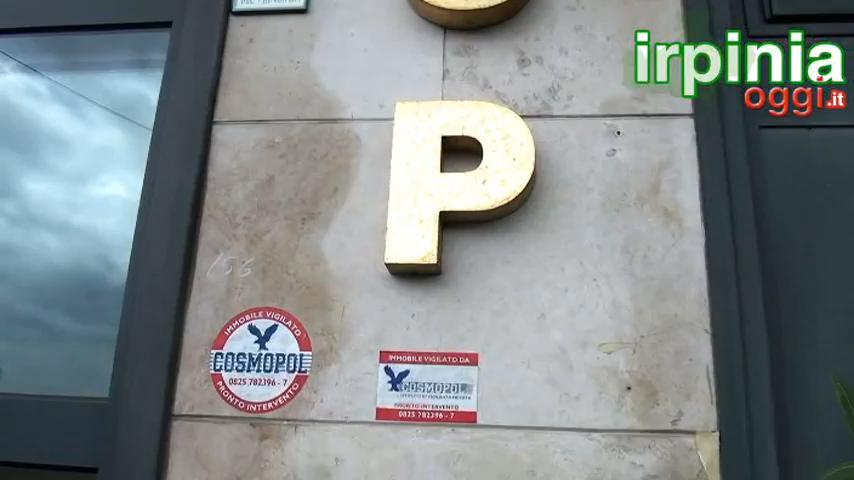 irpinia
oggi.it
P
156
IMMOBILE VIGILATO
COSMOPOL
0825 782396 - 7
PRONTO INTERVENTO
IMMOBILE VIGILATO DA
COSMOPOL
PRONTO INTERVENTO
0825 782396 - 7